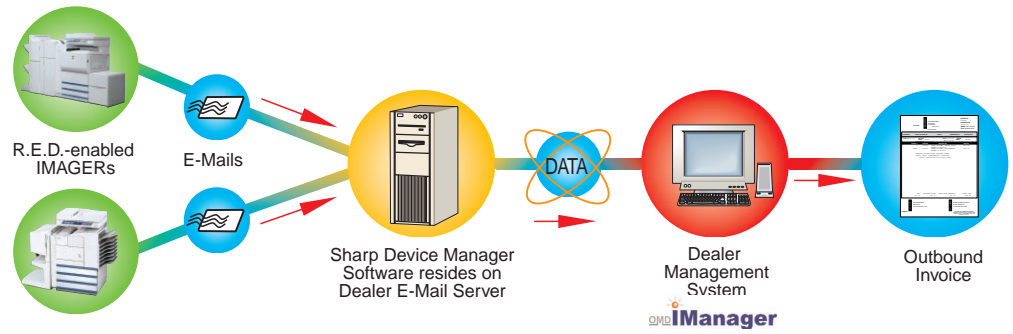 R.E.D.-enabled
IMAGERs
E-Mails
Sharp Device Manager
Software resides on
Dealer E-Mail Server
DATA
Dealer
Management
System
OMD iManager
Outbound
Invoice